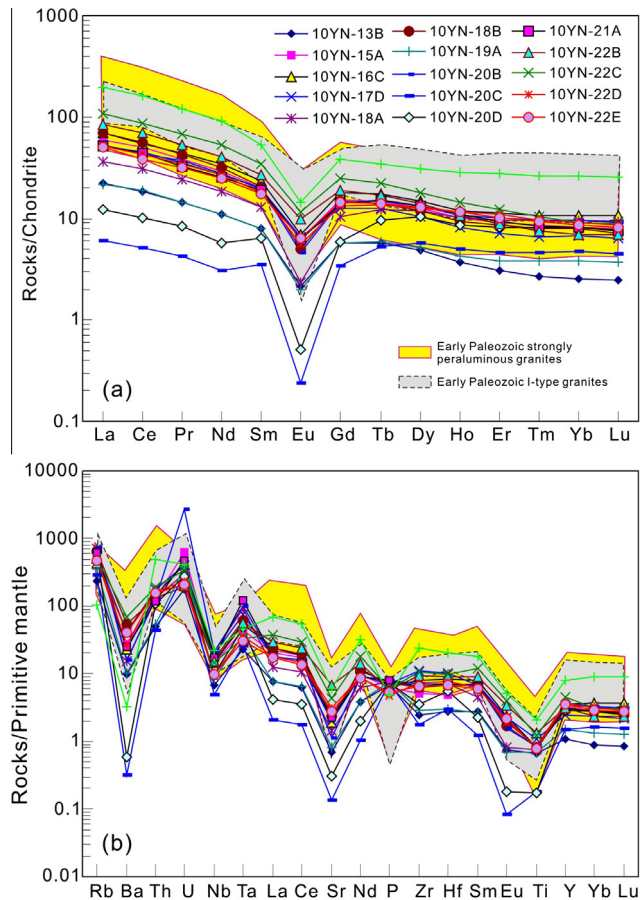 (a)
10YN-13B 10YN-18B 10YN-21A
10YN-15A 10YN-19A 10YN-22B
10YN-16C 10YN-20B 10YN-22C
10YN-17D 10YN-20C 10YN-22D
10YN-18A 10YN-20D 10YN-22E
Rocks/Chondrite
1000
100
10
1
0.1
Early Paleozoic strongly
peraluminous granites
Early Paleozoic I-type granites
La Ce Pr Nd Sm Eu Gd Tb Dy Ho Er Tm Yb Lu
(b)
Rocks/Primitive mantle
10000
1000
100
10
1
0.1
0.01
Rb Ba Th U Nb Ta La Ce Sr Nd P Zr Hf Sm Eu Ti Y Yb Lu